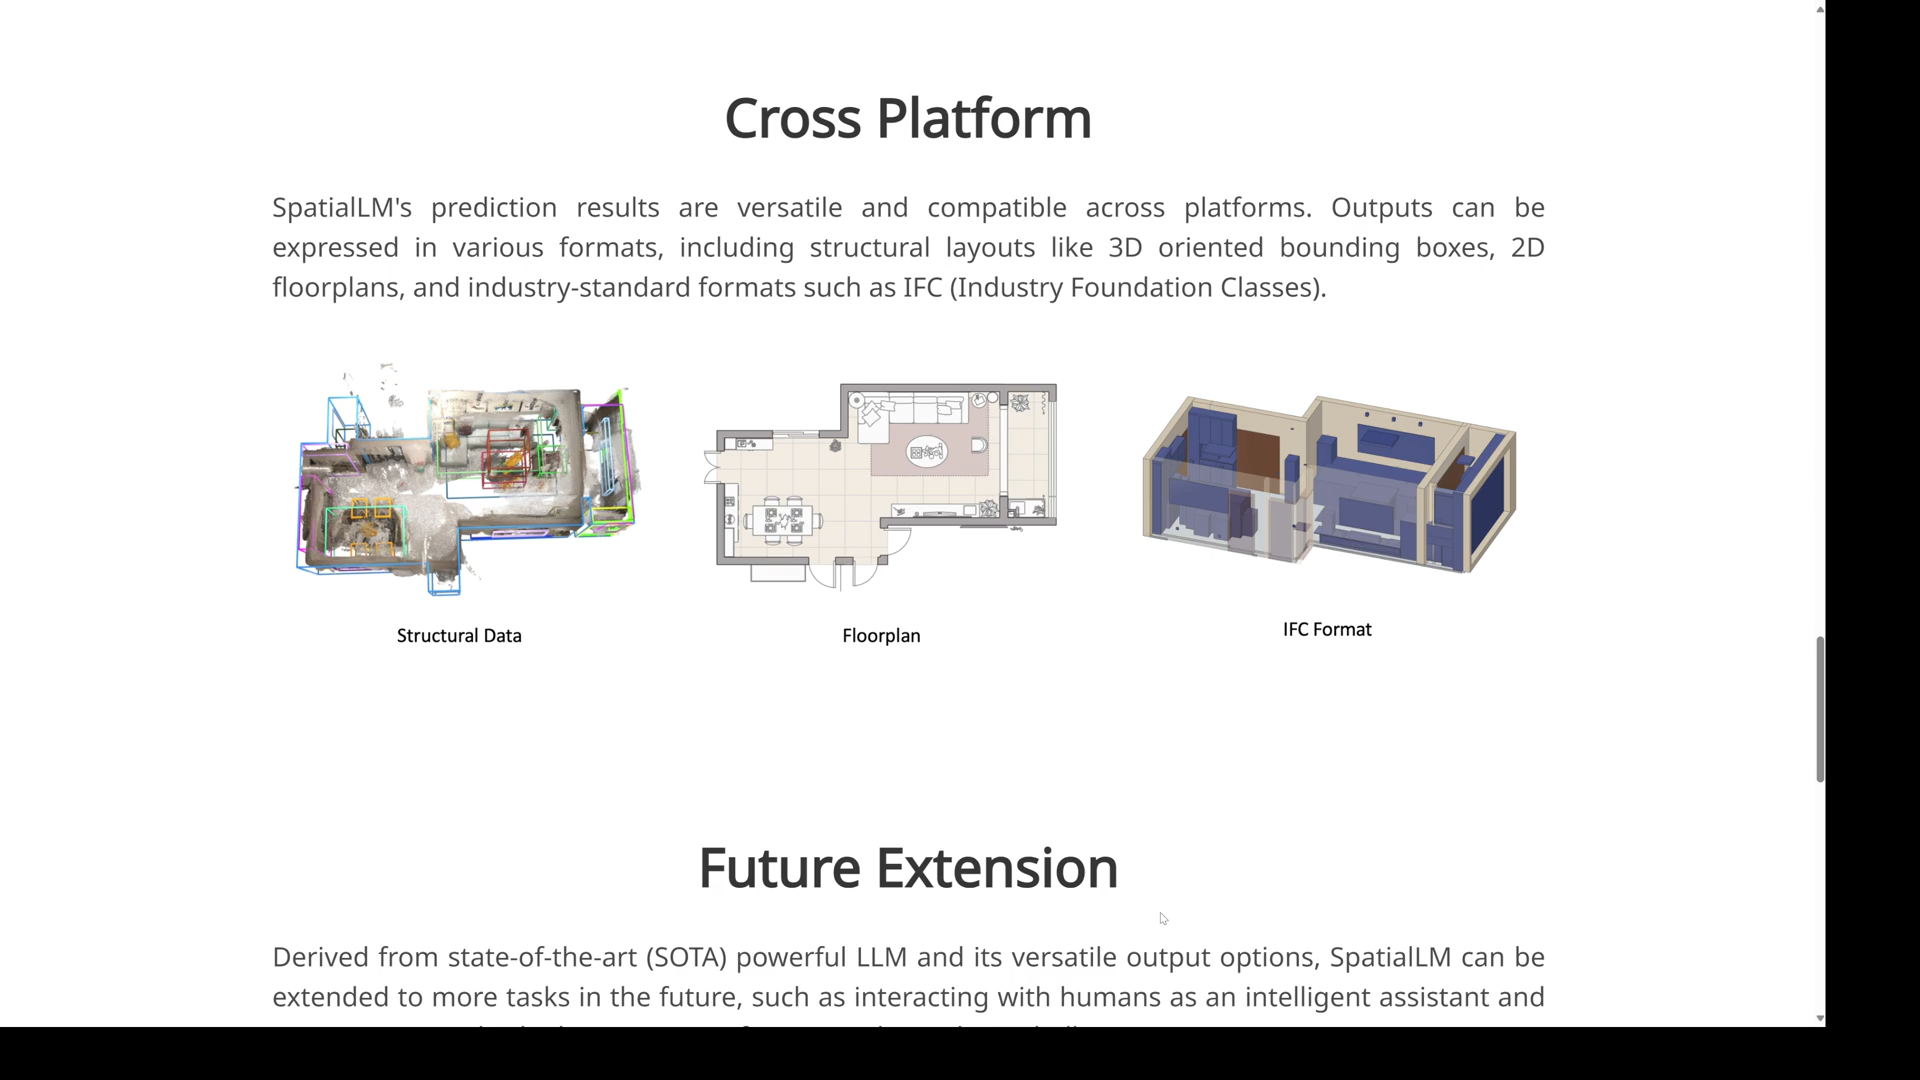 Cross Platform
SpatialLM's prediction results are versatile and compatible across platforms. Outputs can be
expressed in various formats, including structural layouts like 3D oriented bounding boxes, 2D
floorplans, and industry-standard formats such as IFC (Industry Foundation Classes).
Structural Data
Floorplan
IFC Format
Future Extension
Derived from state-of-the-art (SOTA) powerful LLM and its versatile output options, SpatialLM can be
extended to more tasks in the future, such as interacting with humans as an intelligent assistant and